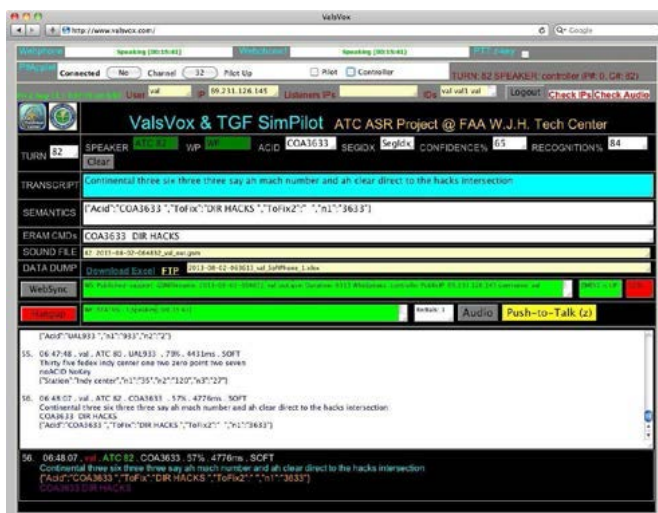 ValsVox
http://www.valsvox.com/
Google
Webphone Speaking [00:15:41] Speaking [00:15:41]
Connected No Channel 32 Pilot Up Pilot Controller
TURN: 82 SPEAKER: controller
User val IP Listeners IPs IDs val val1 val Logout Check IPs Check Audio
ValsVox & TGF SimPilot ATC ASR Project @ FAA W.J.H. Tech Center
TURN 82 SPEAKER ATC 82 WP WP ACID COA3633 SEGIDX SegIdx CONFIDENCE% 65 RECOGNITION% 84
Clear
TRANSCRIPT Continental three six three three say ah mach number and ah clear direct to the hacks intersection
SEMANTICS {"Acid":"COA3633 ","ToFix":"DIR HACKS ","ToFix2":" ","n1":"3633"}
ERAM CMDs COA3633 DIR HACKS
SOUND FILE
DATA DUMP Download Excel FTP
WebSync
Hangup Audio Push-to-Talk (z)
{"Acid":"UAL933 ","n1":"933","n2":"2"}
55. 06:47:48 . val . ATC 80 . UAL933 . 79% . 4431ms . SOFT
Thirty five fedex indy center one two zero point two seven
noACID NoKey
{"Station":"Indy center","n1":"35","n2":"120","n3":"27"}
56. 06:48:07 . val . ATC 82 . COA3633 . 57% . 4776ms . SOFT
Continental three six three three say ah mach number and ah clear direct to the hacks intersection
COA3633 DIR HACKS
{"Acid":"COA3633 ","ToFix":"DIR HACKS ","ToFix2":" ","n1":"3633"}
56. 06:48:07 . val . ATC 82 . COA3633 . 57% . 4776ms . SOFT
Continental three six three three say ah mach number and ah clear direct to the hacks intersection
{"Acid":"COA3633 ","ToFix":"DIR HACKS ","ToFix2":" ","n1":"3633"}
COA3633 DIR HACKS